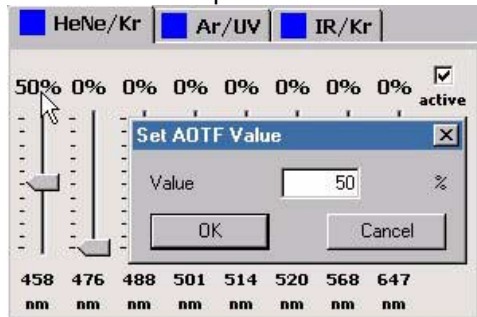 HeNe/Kr Ar/UV IR/Kr
50% 0% 0% 0% 0% 0% 0% 0% active
Set AOTF Value
Value 50 %
OK Cancel
458 476 488 501 514 520 568 647
nm nm nm nm nm nm nm nm